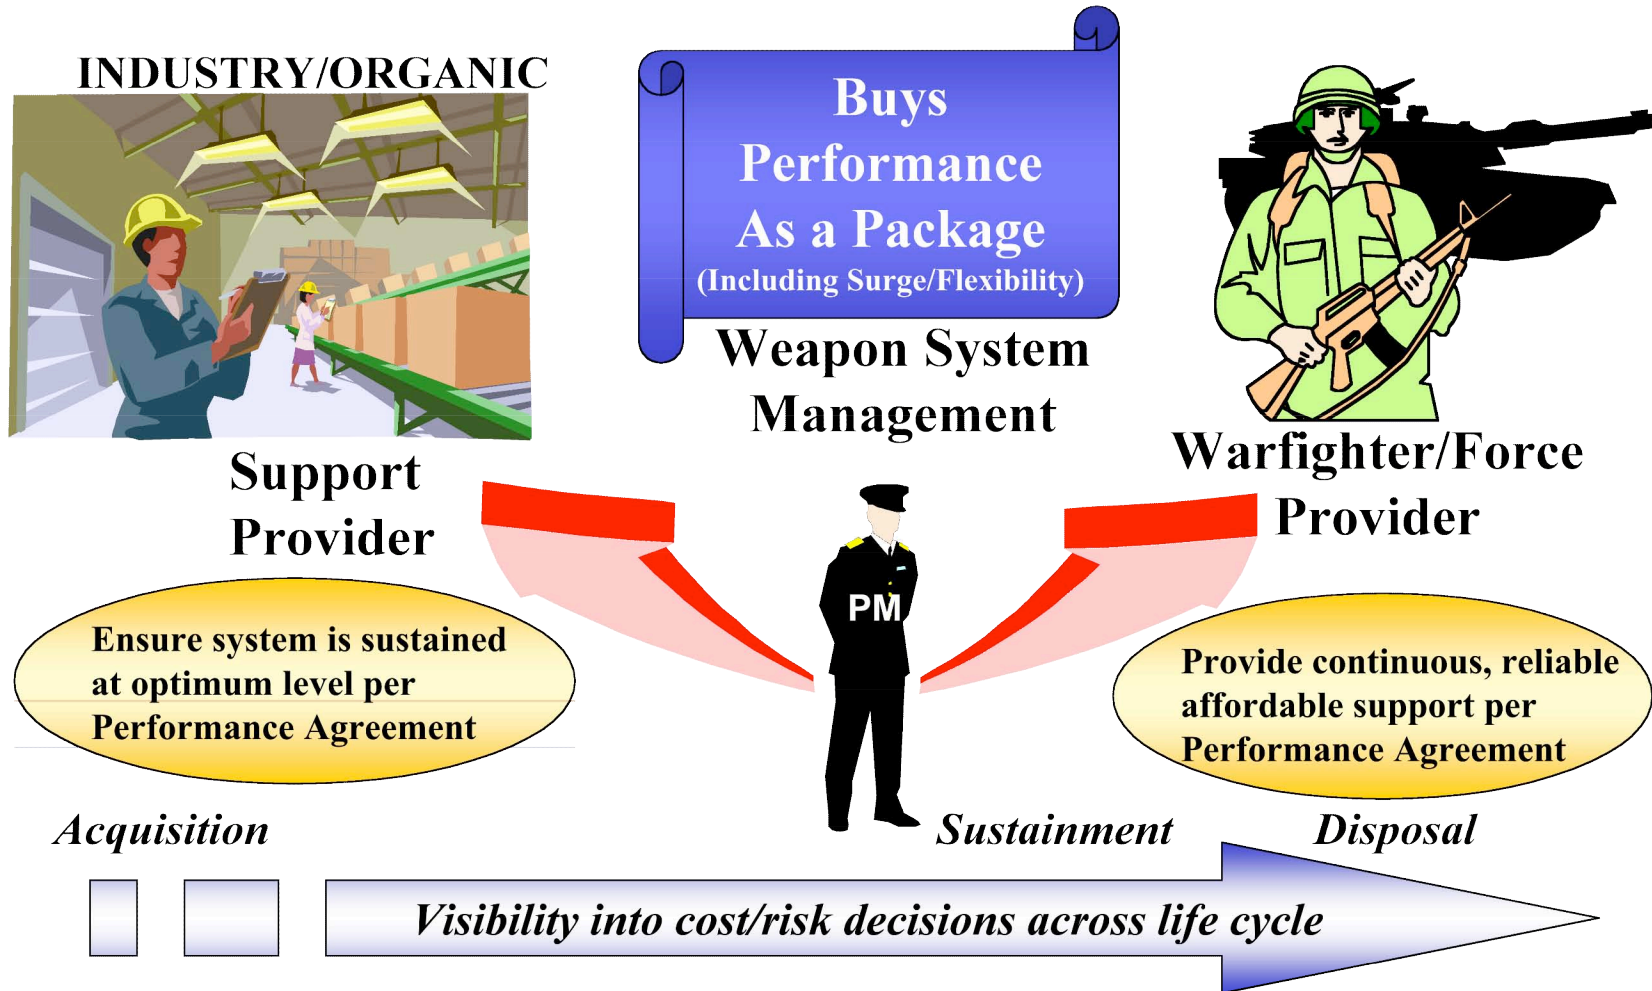 INDUSTRY/ORGANIC
Buys
Performance
As a Package
(Including Surge/Flexibility)
Weapon System
Management
Support
Provider
Warfighter/Force
Provider
PM
Ensure system is sustained
at optimum level per
Performance Agreement
Provide continuous, reliable
affordable support per
Performance Agreement
Acquisition
Sustainment
Disposal
Visibility into cost/risk decisions across life cycle